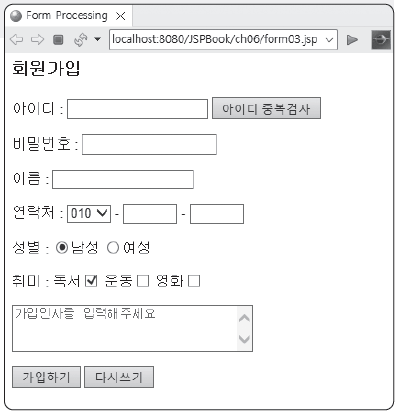 Form Processing
localhost:8080/JSPBook/ch06/form03.jsp
회원가입
아이디 : 아이디 중복검사
비밀번호 :
이름 :
연락처 : 010 - -
성별 : 남성 여성
취미 : 독서 운동 영화
가입인사를 입력해주세요
가입하기 다시쓰기